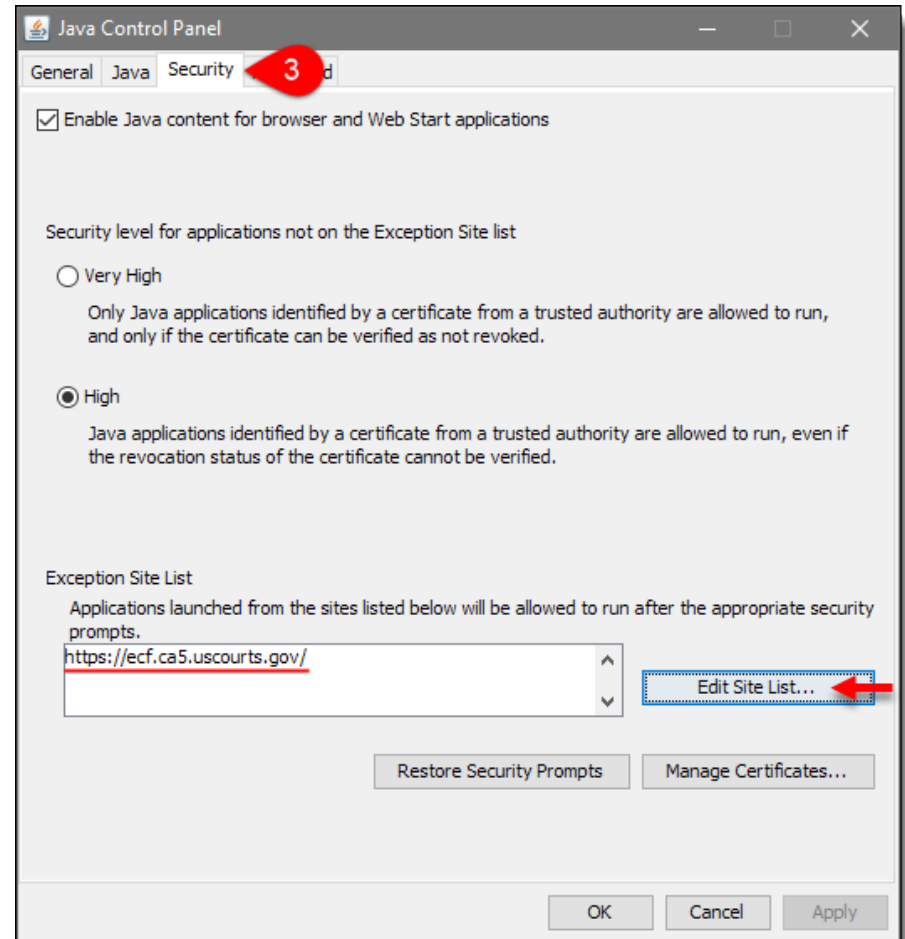 Java Control Panel
General Java Security 3 d
Enable Java content for browser and Web Start applications
Security level for applications not on the Exception Site list
Very High
Only Java applications identified by a certificate from a trusted authority are allowed to run,
and only if the certificate can be verified as not revoked.
High
Java applications identified by a certificate from a trusted authority are allowed to run, even if
the revocation status of the certificate cannot be verified.
Exception Site List
Applications launched from the sites listed below will be allowed to run after the appropriate security
prompts.
https://ecf.ca5.uscourts.gov/
Edit Site List...
Restore Security Prompts Manage Certificates...
OK Cancel Apply